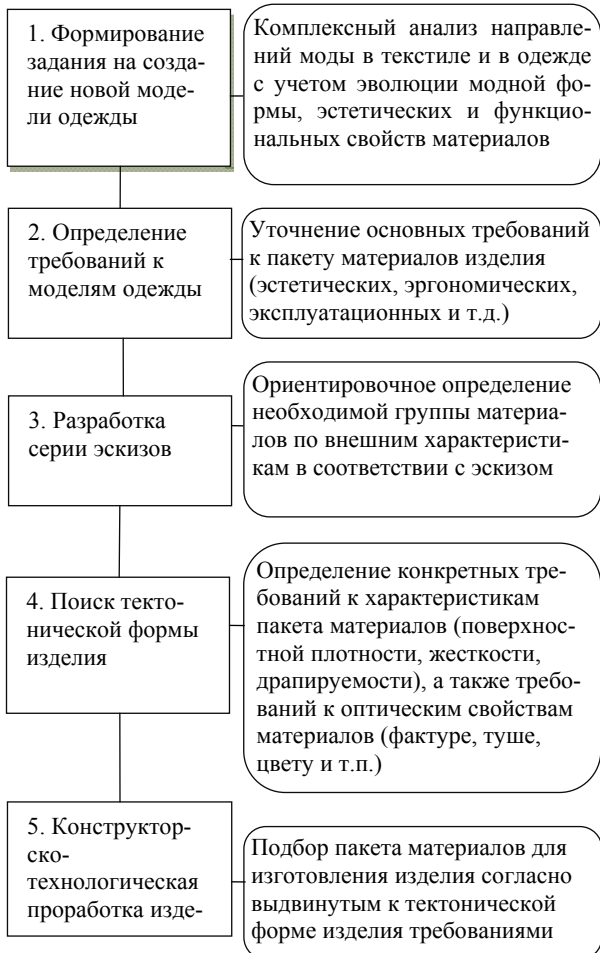 1. Формирование
задания на созда-
ние новой моде-
ли одежды
Комплексный анализ направле-
ний моды в текстиле и в одежде
с учетом эволюции модной фо-
рмы, эстетических и функцио-
нальных свойств материалов
2. Определение
требований к
моделям одежды
Уточнение основных требований
к пакету материалов изделия
(эстетических, эргономических,
эксплуатационных и т.д.)
3. Разработка
серии эскизов
Ориентировочное определение
необходимой группы материа-
лов по внешним характеристи-
кам в соответствии с эскизом
4. Поиск текто-
нической формы
изделия
Определение конкретных тре-
бований к характеристикам
пакета материалов (поверхнос-
тной плотности, жесткости,
драпируемости), а также требо-
ваний к оптическим свойствам
материалов (фактуре, туше,
цвету и т.п.)
5. Конструктор-
ско-
технологическая
проработка изде-
Подбор пакета материалов для
изготовления изделия согласно
выдвинутым к тектонической
форме изделия требованиями